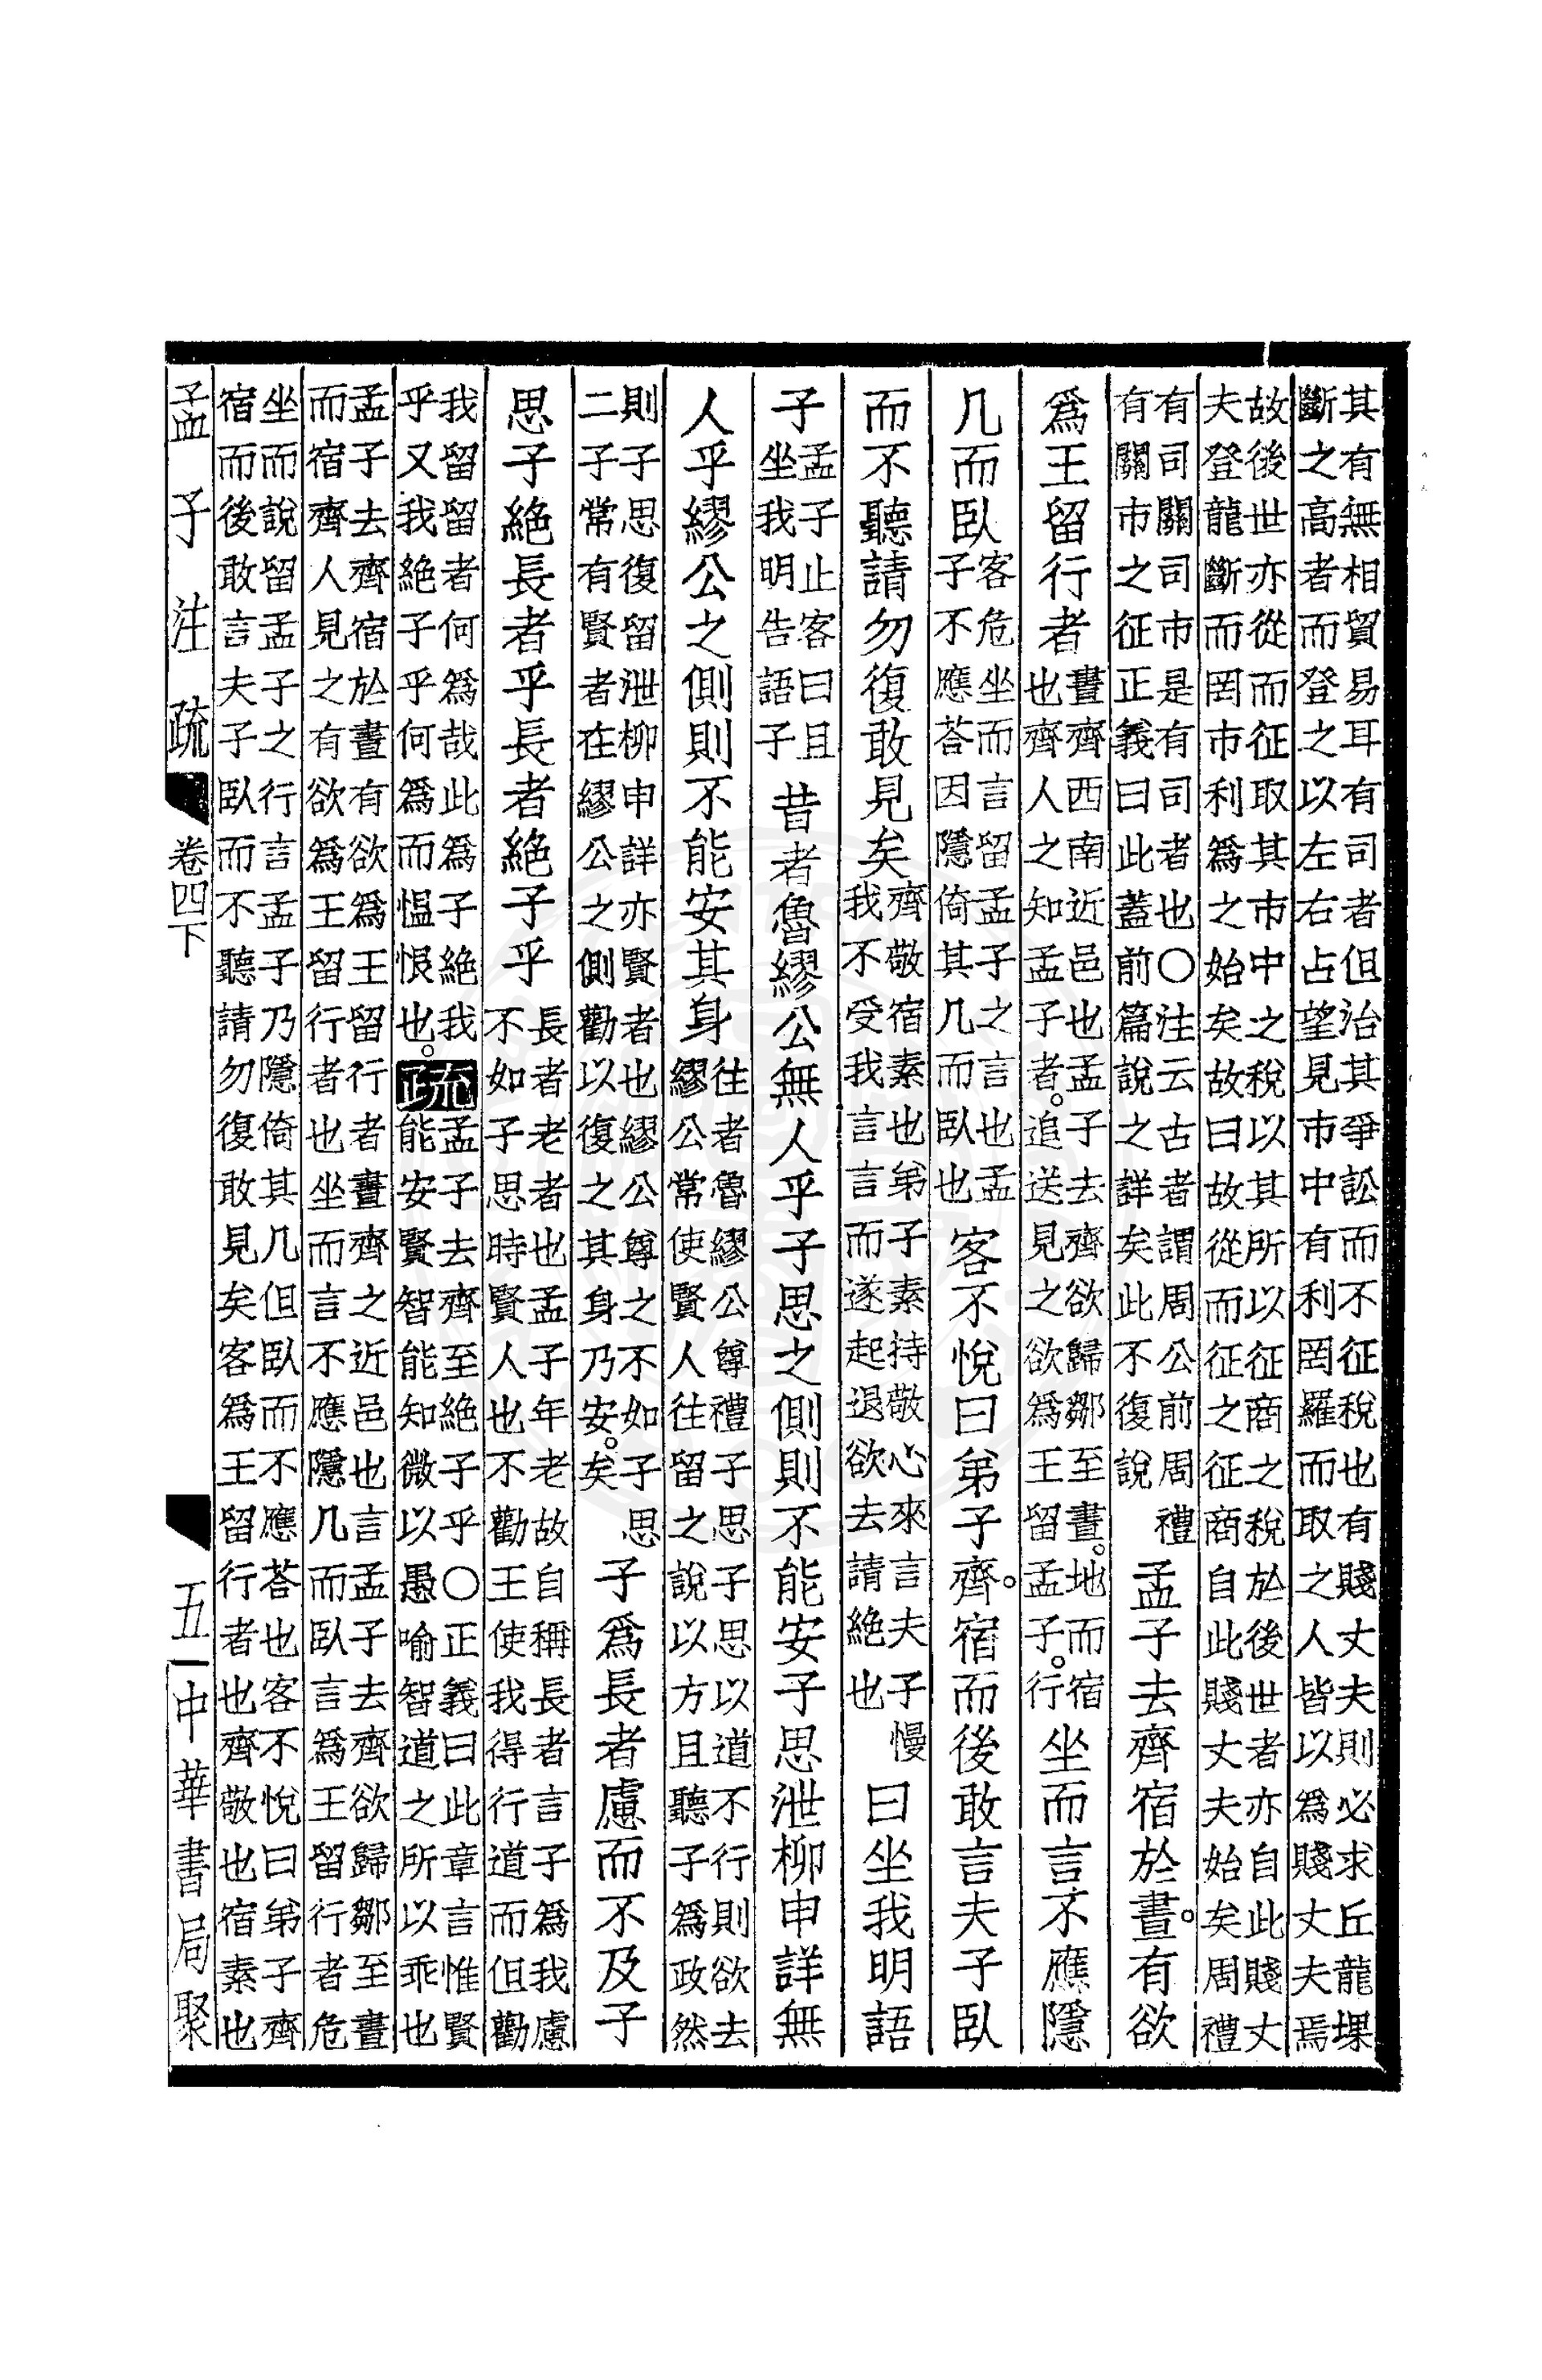 其有無相貿易耳有司者但治其爭訟而不征稅也有賤丈夫則必求丘龍堁
斷之高者而登之以左右占望見市中有利罔羅而取之人皆以爲賤丈夫焉
故後世亦從而征取其市中之稅以其所以征商之稅於後世者亦自此賤丈
夫登龍斷而罔市利爲之始矣故曰故從而征之征商自此賤丈夫始矣周禮
有司關司市是有司者也〇注云古者謂周公前周禮
有關市之征正義曰此蓋前篇說之詳矣此不復說
孟子去齊宿於晝。有欲
爲王留行者
晝齊西南近邑也孟子去齊欲歸鄒至晝。地而宿
也齊人之知孟子者。追送見之欲爲王留孟子。行
坐而言不應隱
几而臥
客危坐而言留孟子之言也孟
子不應荅因隱倚其几而臥也
客不悅曰弟子齊。宿而後敢言夫子臥
而不聽請勿復敢見矣
齊敬宿素也弟子素持敬心來言夫子慢
我不受我言言而遂起退欲去請絕也
曰坐我明語
子
孟子止客曰且
坐我明告語子
昔者魯繆公無人乎子思之側則不能安子思泄柳申詳無
人乎繆公之側則不能安其身
往者魯繆公尊禮子思子思以道不行則欲去
繆公常使賢人往留之說以方且聽子爲政然
則子思復留泄柳申詳亦賢者也繆公尊之不如子思
二子常有賢者在繆公之側勸以復之其身乃安。矣
子爲長者慮而不及子
思子絕長者乎長者絕子乎
長者老者也孟子年老故自稱長者言子爲我慮
不如子思時賢人也不勸王使我得行道而但勸
我留留者何爲哉此爲子絕我
乎又我絕子乎何爲而慍恨也。
疏
孟子去齊至絕子乎〇正義曰此章言惟賢
能安賢智能知微以愚喻智道之所以乖也
孟子去齊宿於晝有欲爲王留行者晝齊之近邑也言孟子去齊欲歸鄒至晝
而宿齊人見之有欲爲王留行者也坐而言不應隱几而臥言爲王留行者危
坐而說留孟子之行言孟子乃隱倚其几但臥而不應荅也客不悅曰弟子齊
宿而後敢言夫子臥而不聽請勿復敢見矣客爲王留行者也齊敬也宿素也
孟子注疏 卷四下 五 中華書局聚